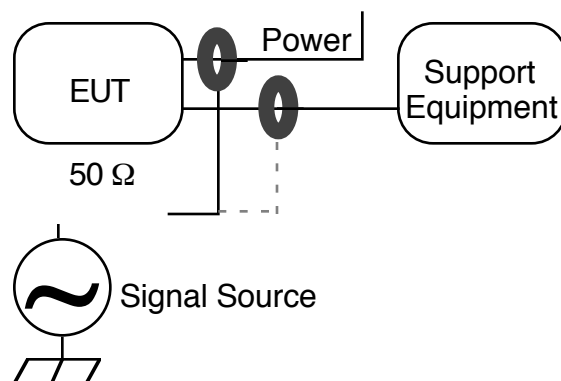 Power
EUT
Support
Equipment
50 Ω
Signal Source